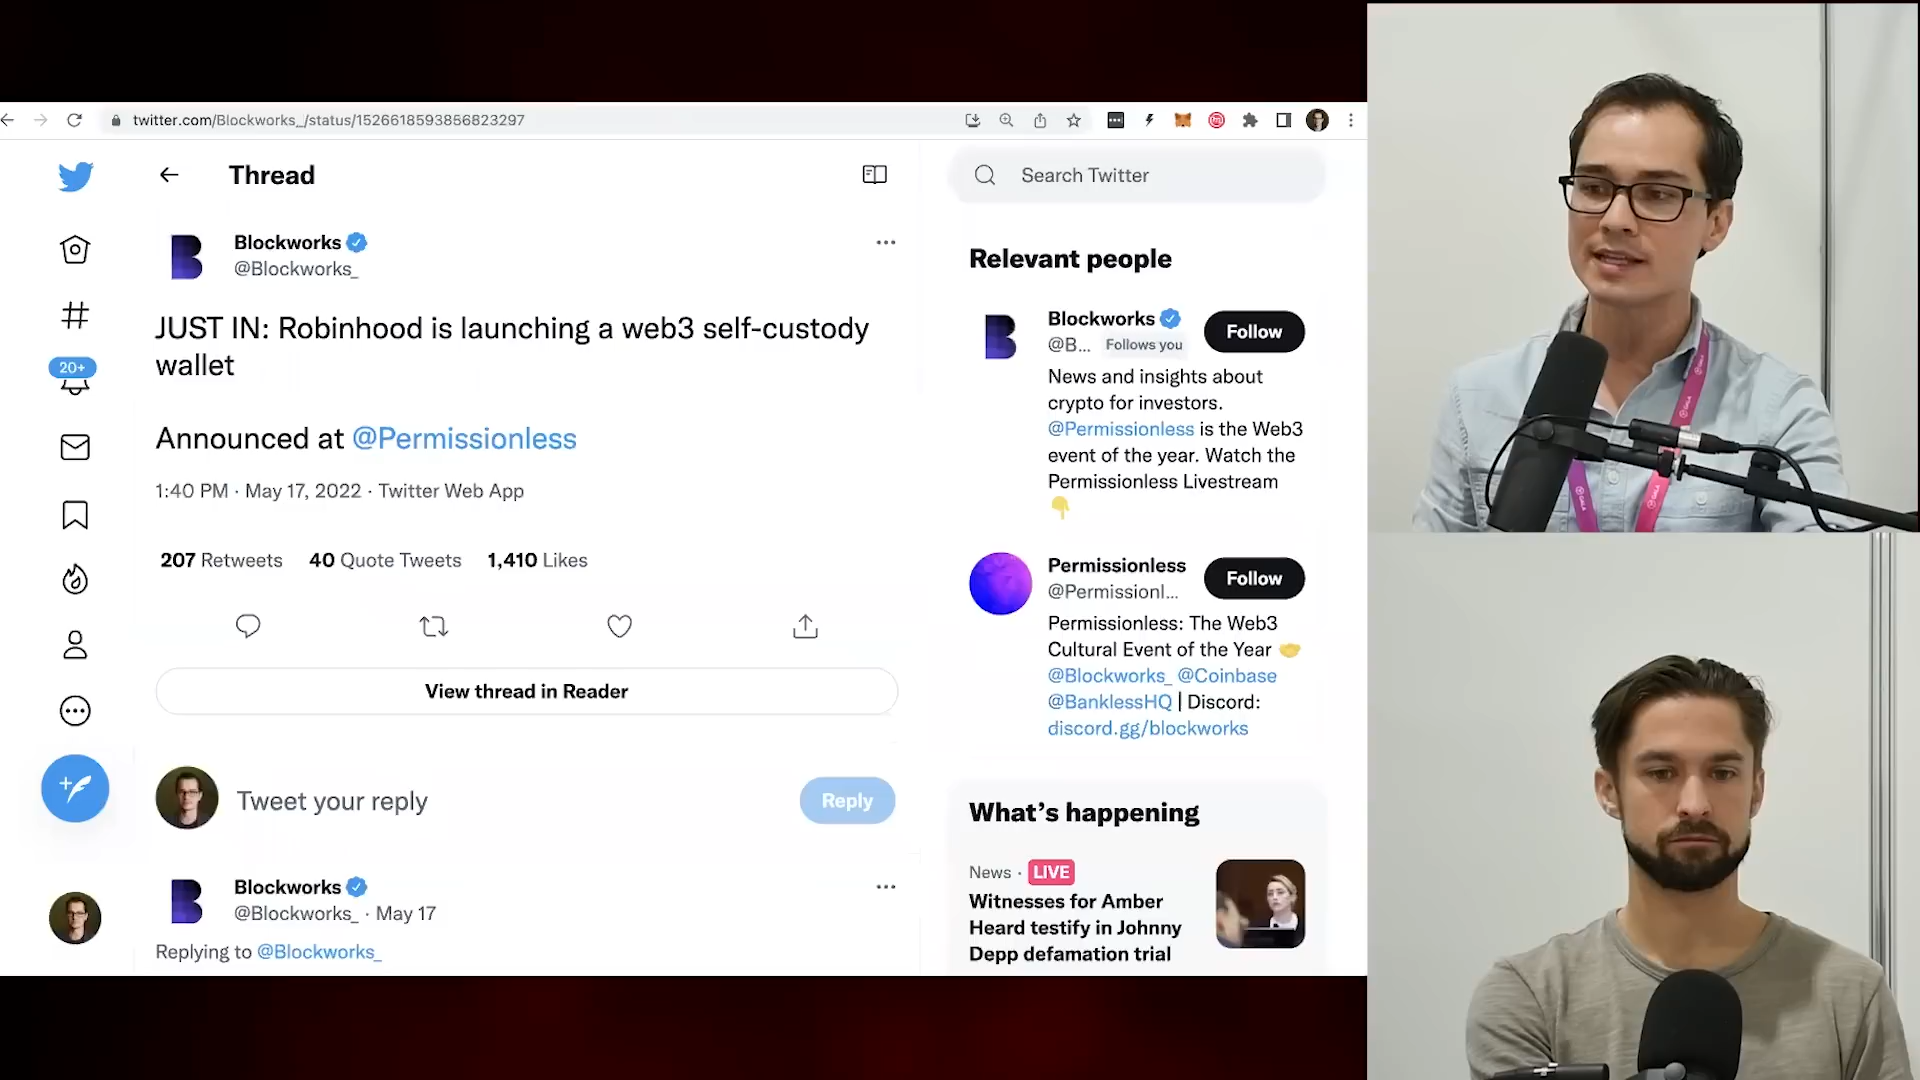 twitter.com/Blockworks_/status/1526618593856823297
Thread
Search Twitter
Blockworks
@Blockworks_
JUST IN: Robinhood is launching a web3 self-custody
wallet
Announced at @Permissionless
1:40 PM · May 17, 2022 · Twitter Web App
207 Retweets 40 Quote Tweets 1,410 Likes
View thread in Reader
Tweet your reply
Reply
Blockworks
@Blockworks_ · May 17
Replying to @Blockworks_
20+
Relevant people
Blockworks
@B... Follows you
Follow
News and insights about
crypto for investors.
@Permissionless is the Web3
event of the year. Watch the
Permissionless Livestream
Permissionless
@Permissionl...
Follow
Permissionless: The Web3
Cultural Event of the Year
@Blockworks_ @Coinbase
@BanklessHQ | Discord:
discord.gg/blockworks
What's happening
News · LIVE
Witnesses for Amber
Heard testify in Johnny
Depp defamation trial
GALA
GALA
GALA